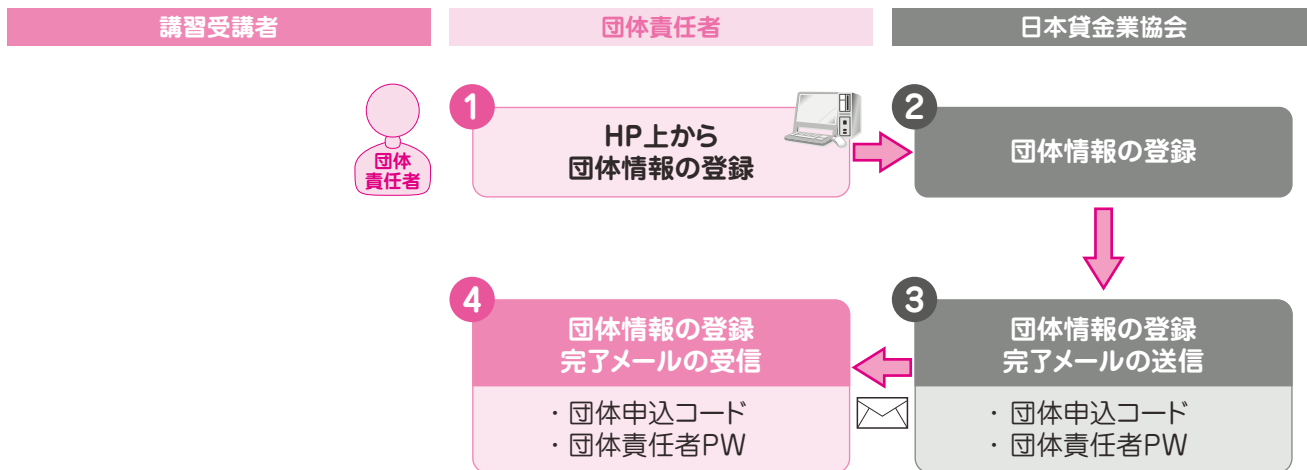 講習受講者
団体責任者
日本貸金業協会
団体
責任者
1
HP上から
団体情報の登録
2
団体情報の登録
4
団体情報の登録
完了メールの受信
・団体申込コード
・団体責任者PW
3
団体情報の登録
完了メールの送信
・団体申込コード
・団体責任者PW